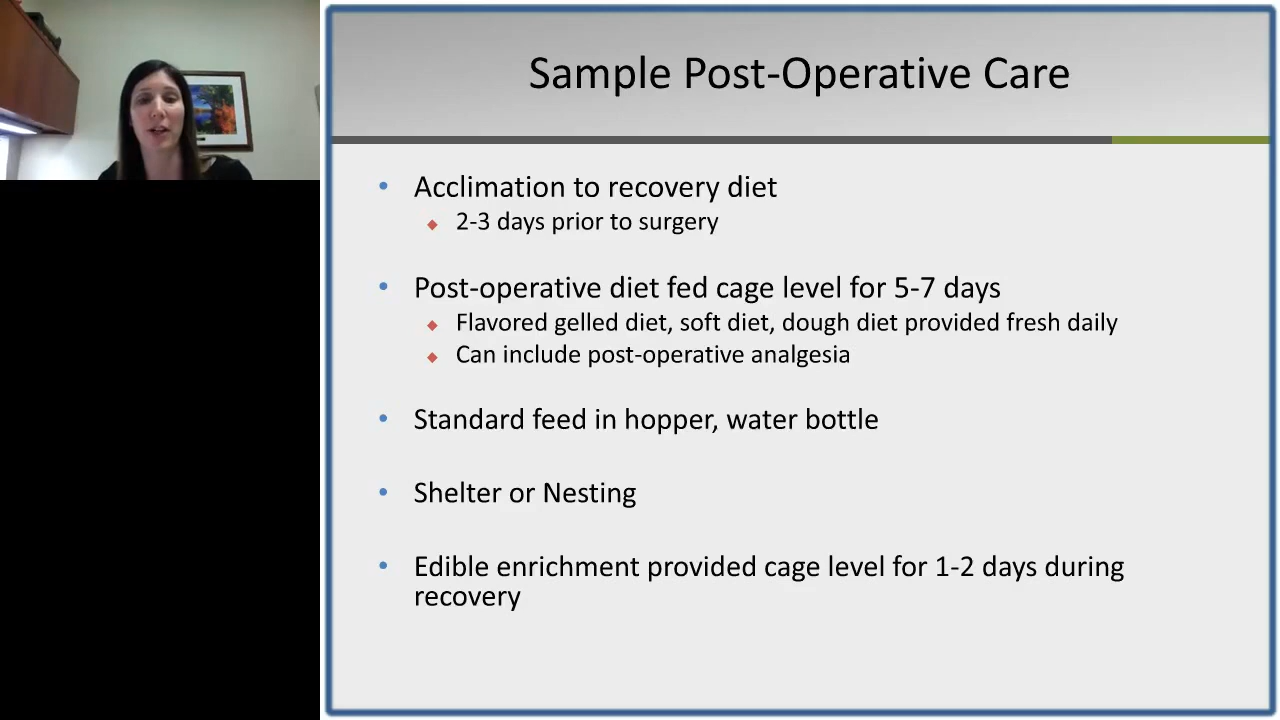 Sample Post-Operative Care
• Acclimation to recovery diet
◆ 2-3 days prior to surgery
• Post-operative diet fed cage level for 5-7 days
◆ Flavored gelled diet, soft diet, dough diet provided fresh daily
◆ Can include post-operative analgesia
• Standard feed in hopper, water bottle
• Shelter or Nesting
• Edible enrichment provided cage level for 1-2 days during
recovery